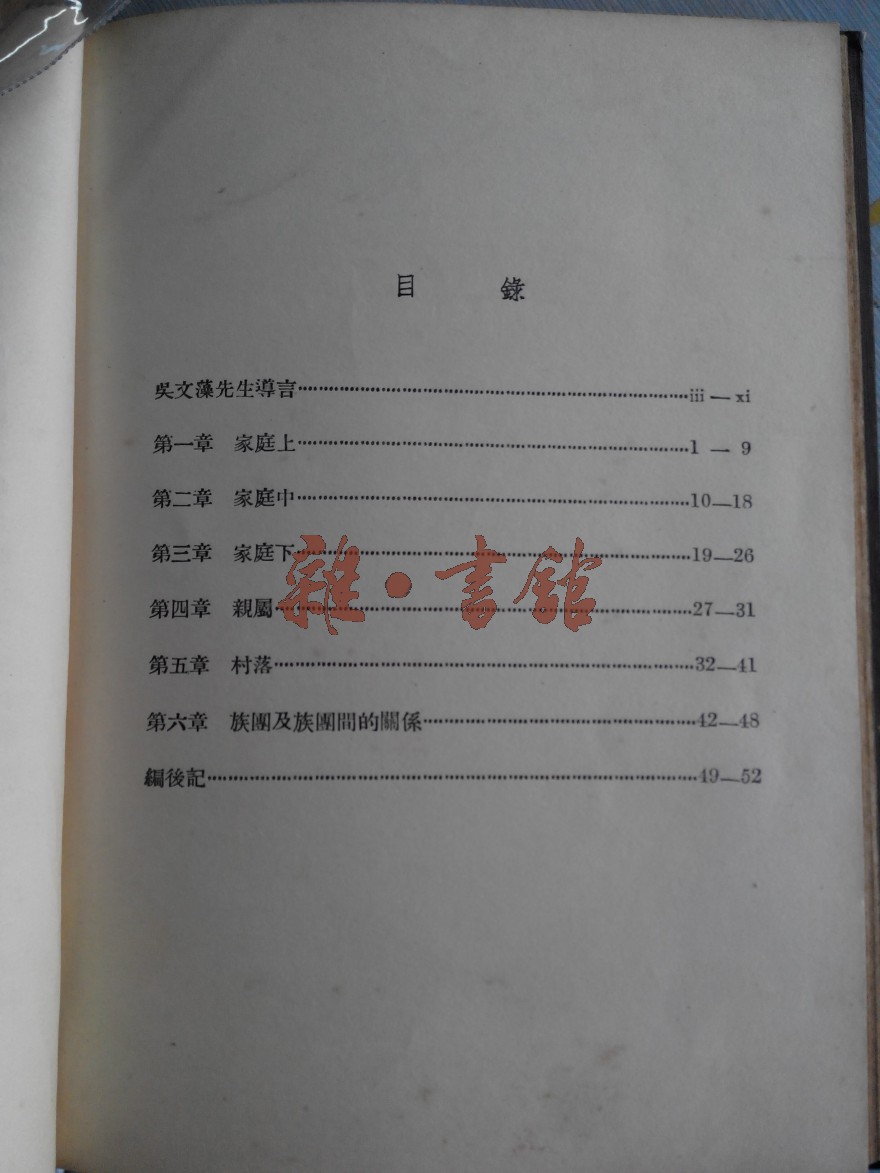 目 錄
吳文藻先生導言⋯⋯⋯⋯⋯⋯⋯⋯⋯⋯⋯⋯iii — xi
第一章 家庭上⋯⋯⋯⋯⋯⋯⋯⋯⋯⋯⋯⋯1 — 9
第二章 家庭中⋯⋯⋯⋯⋯⋯⋯⋯⋯⋯⋯⋯10—18
第三章 家庭下⋯⋯⋯⋯⋯⋯⋯⋯⋯⋯⋯⋯19—26
雜·書館
第四章 親屬⋯⋯⋯⋯⋯⋯⋯⋯⋯⋯⋯⋯27—31
第五章 村落⋯⋯⋯⋯⋯⋯⋯⋯⋯⋯⋯⋯32—41
第六章 族團及族團間的關係⋯⋯⋯⋯⋯⋯⋯⋯42—48
編後記⋯⋯⋯⋯⋯⋯⋯⋯⋯⋯⋯⋯49—52